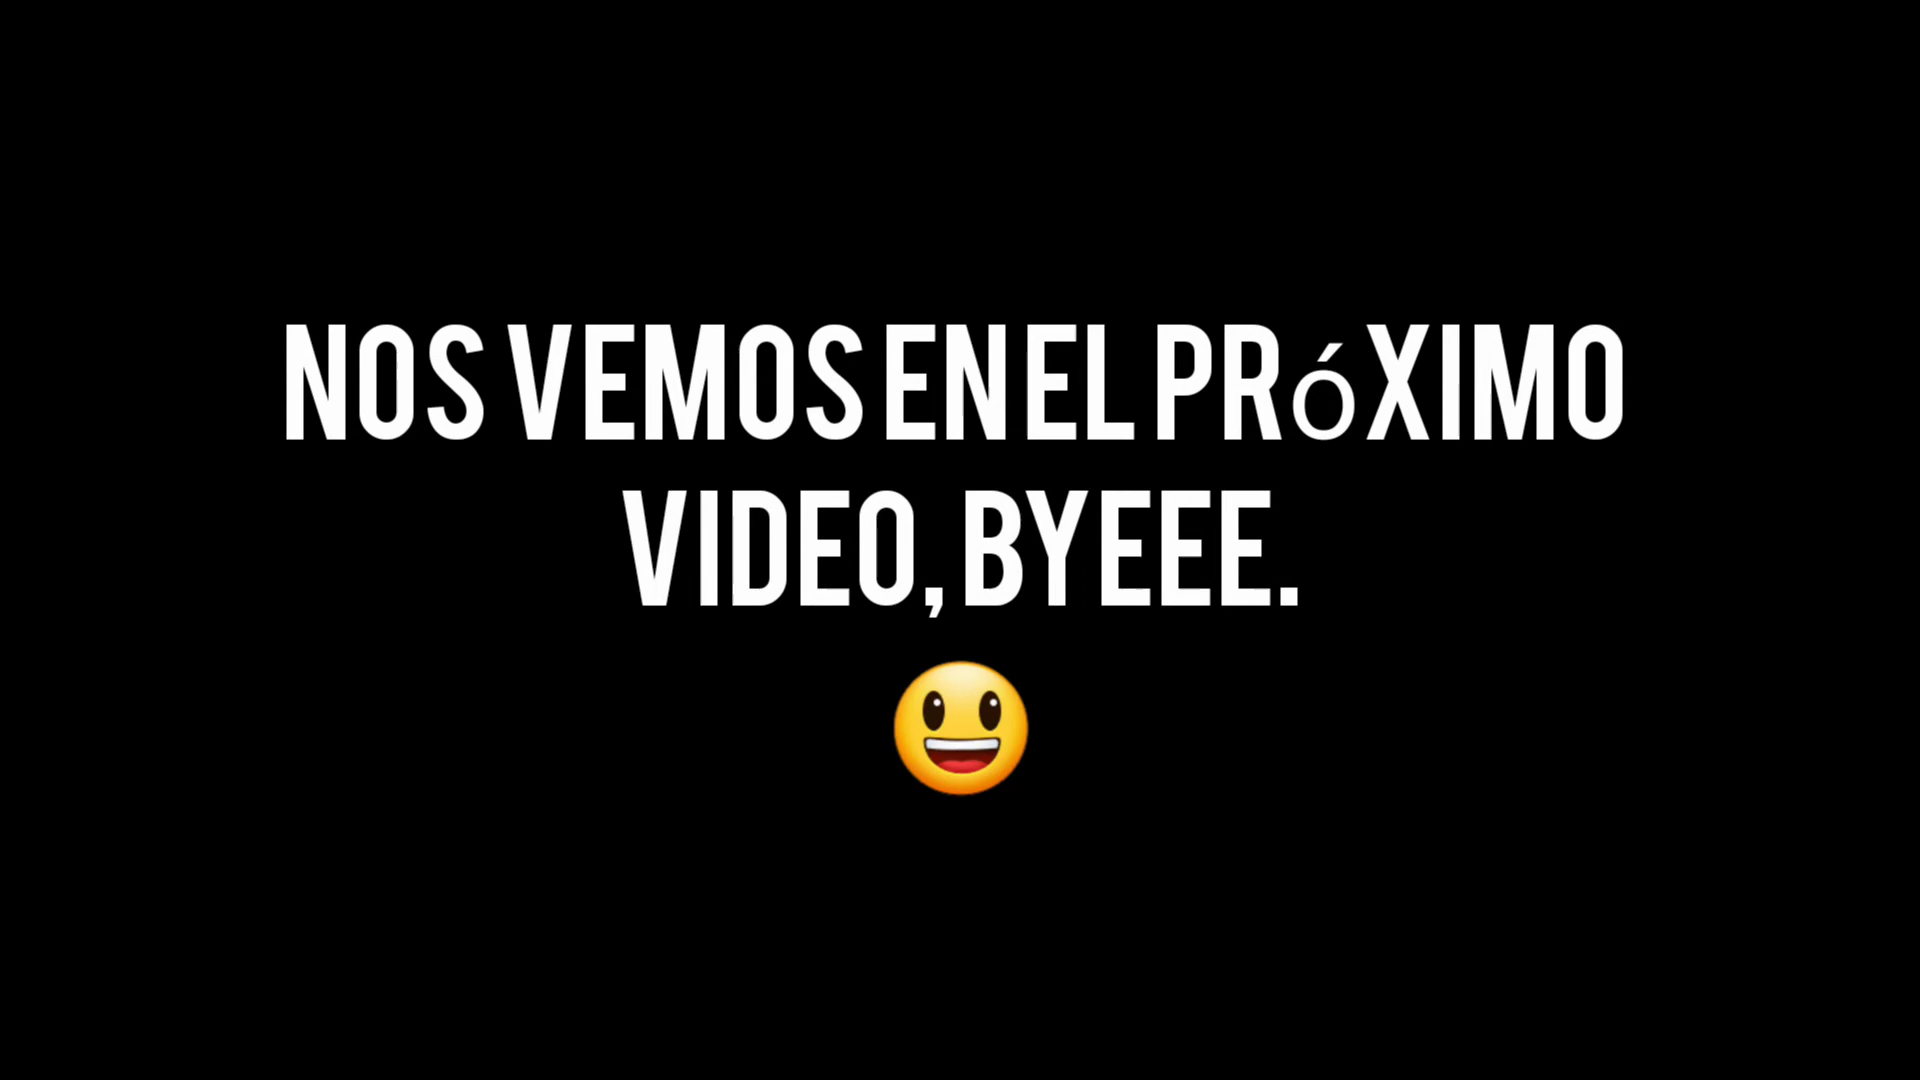 NOS VEMOS EN EL PRóXIMO
VIDEO, BYEEE.
😃